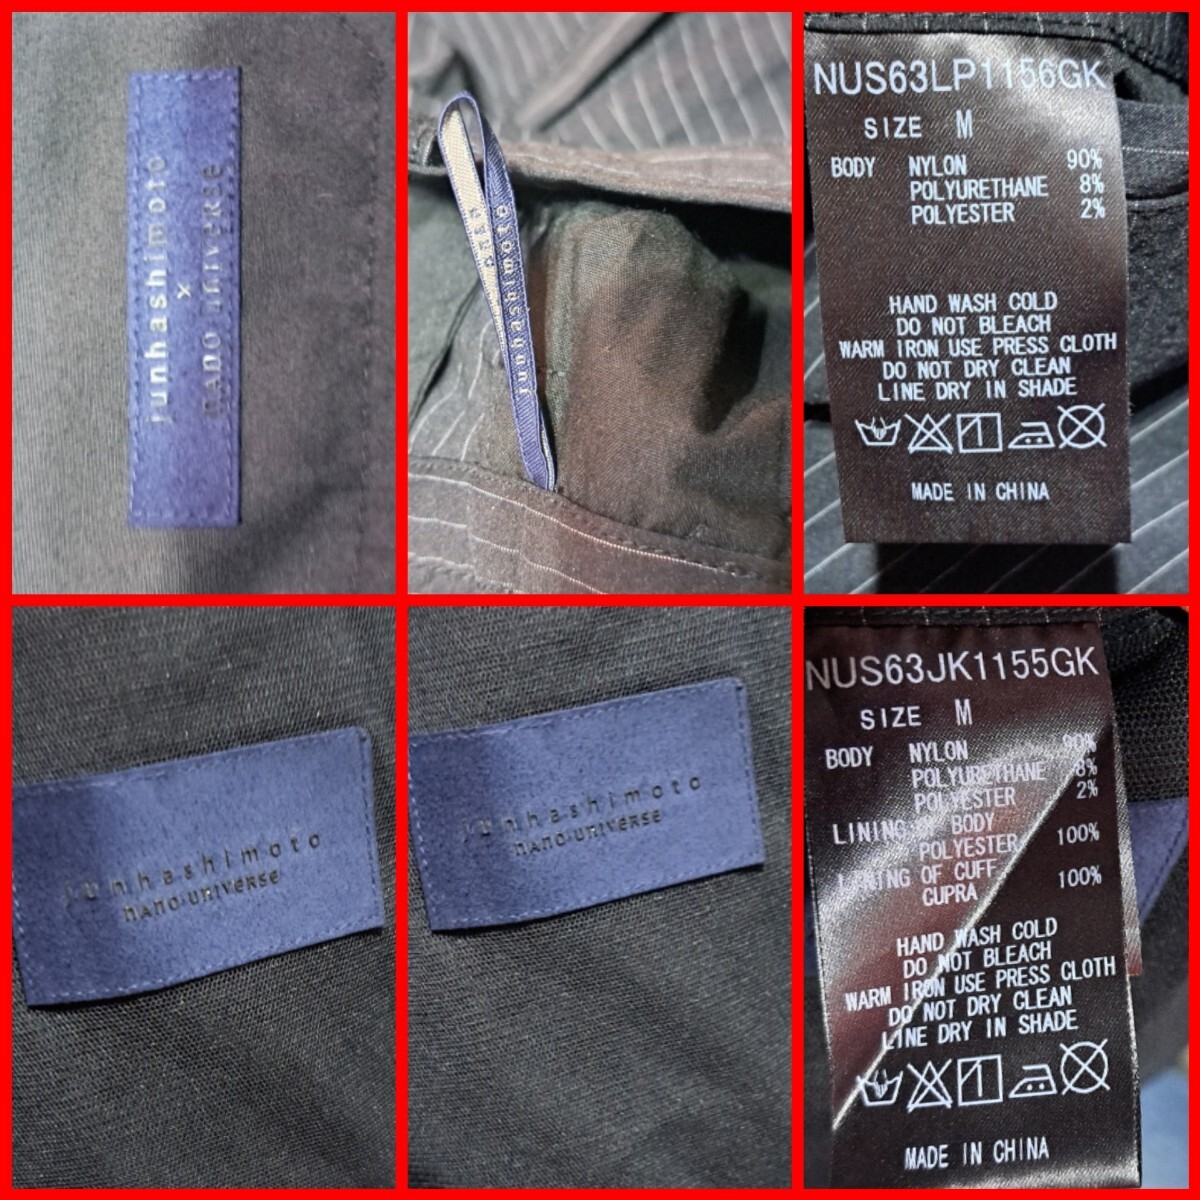 junhashimoto
×
nano universe
junhashimoto
NUS63LP1156GK
SIZE M
BODY NYLON 90%
POLYURETHANE 8%
POLYESTER 2%
HAND WASH COLD
DO NOT BLEACH
WARM IRON USE PRESS CLOTH
DO NOT DRY CLEAN
LINE DRY IN SHADE
MADE IN CHINA
junhashimoto
nano·universe
junhashimoto
nano·universe
NUS63JK1155GK
SIZE M
BODY NYLON 90%
POLYURETHANE 8%
POLYESTER 2%
LINING OF BODY
POLYESTER 100%
LINING OF CUFF
CUPRA 100%
HAND WASH COLD
DO NOT BLEACH
WARM IRON USE PRESS CLOTH
DO NOT DRY CLEAN
LINE DRY IN SHADE
MADE IN CHINA